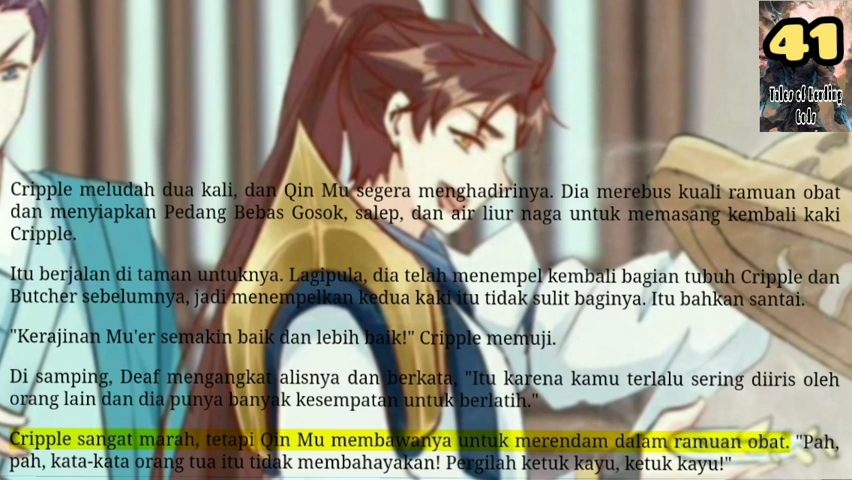 41
Tales of Herding
Gods
Cripple meludah dua kali, dan Qin Mu segera menghadirinya. Dia merebus kuali ramuan obat
dan menyiapkan Pedang Bebas Gosok, salep, dan air liur naga untuk memasang kembali kaki
Cripple.
Itu berjalan di taman untuknya. Lagipula, dia telah menempel kembali bagian tubuh Cripple dan
Butcher sebelumnya, jadi menempelkan kedua kaki itu tidak sulit baginya. Itu bahkan santai.
"Kerajinan Mu'er semakin baik dan lebih baik!" Cripple memuji.
Di samping, Deaf mengangkat alisnya dan berkata, "Itu karena kamu terlalu sering diiris oleh
orang lain dan dia punya banyak kesempatan untuk berlatih."
Cripple sangat marah, tetapi Qin Mu membawanya untuk merendam dalam ramuan obat. "Pah,
pah, kata-kata orang tua itu tidak membahayakan! Pergilah ketuk kayu, ketuk kayu!"